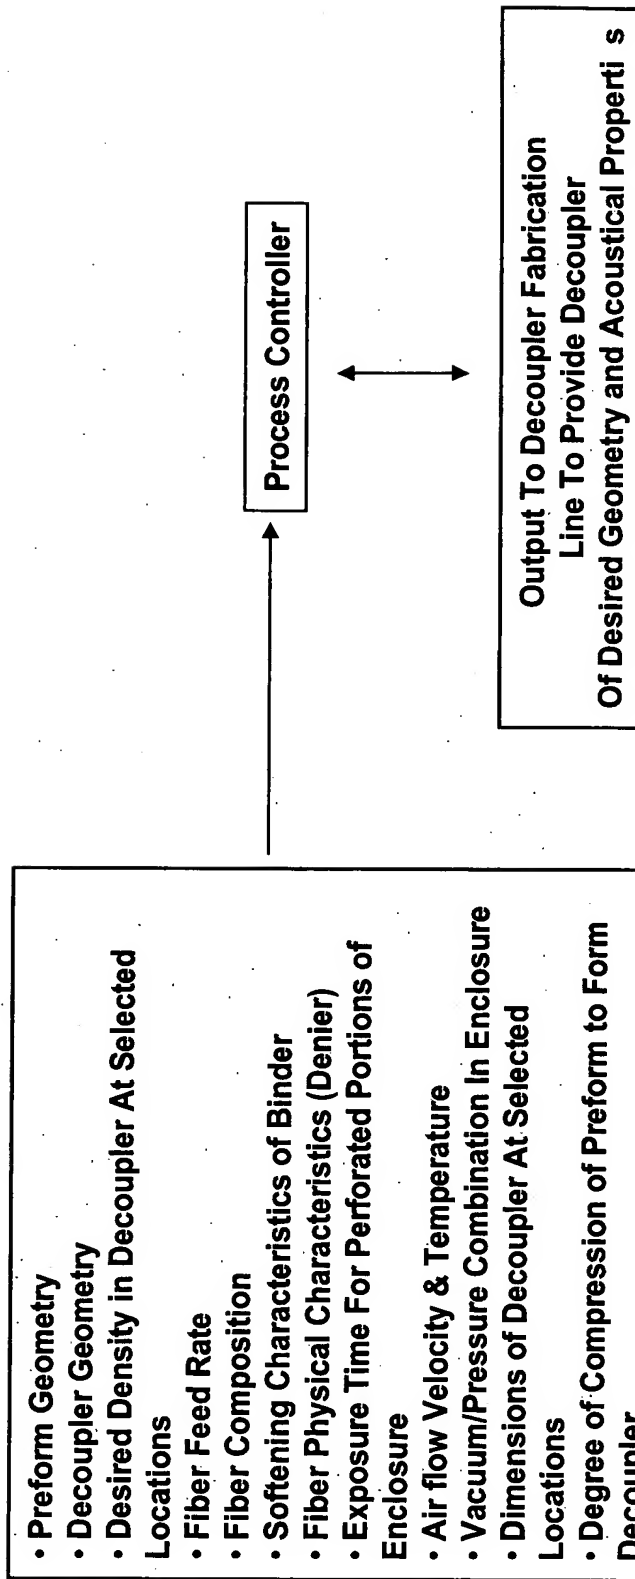 • Preform Geometry
• Decoupler Geometry
• Desired Density in Decoupler At Selected
Locations
• Fiber Feed Rate
• Fiber Composition
• Softening Characteristics of Binder
• Fiber Physical Characteristics (Denier)
• Exposure Time For Perforated Portions of
Enclosure
• Air flow Velocity & Temperature
• Vacuum/Pressure Combination In Enclosure
• Dimensions of Decoupler At Selected
Locations
• Degree of Compression of Preform to Form
Decoupler
Process Controller
Output To Decoupler Fabrication
Line To Provide Decoupler
Of Desired Geometry and Acoustical Properti s